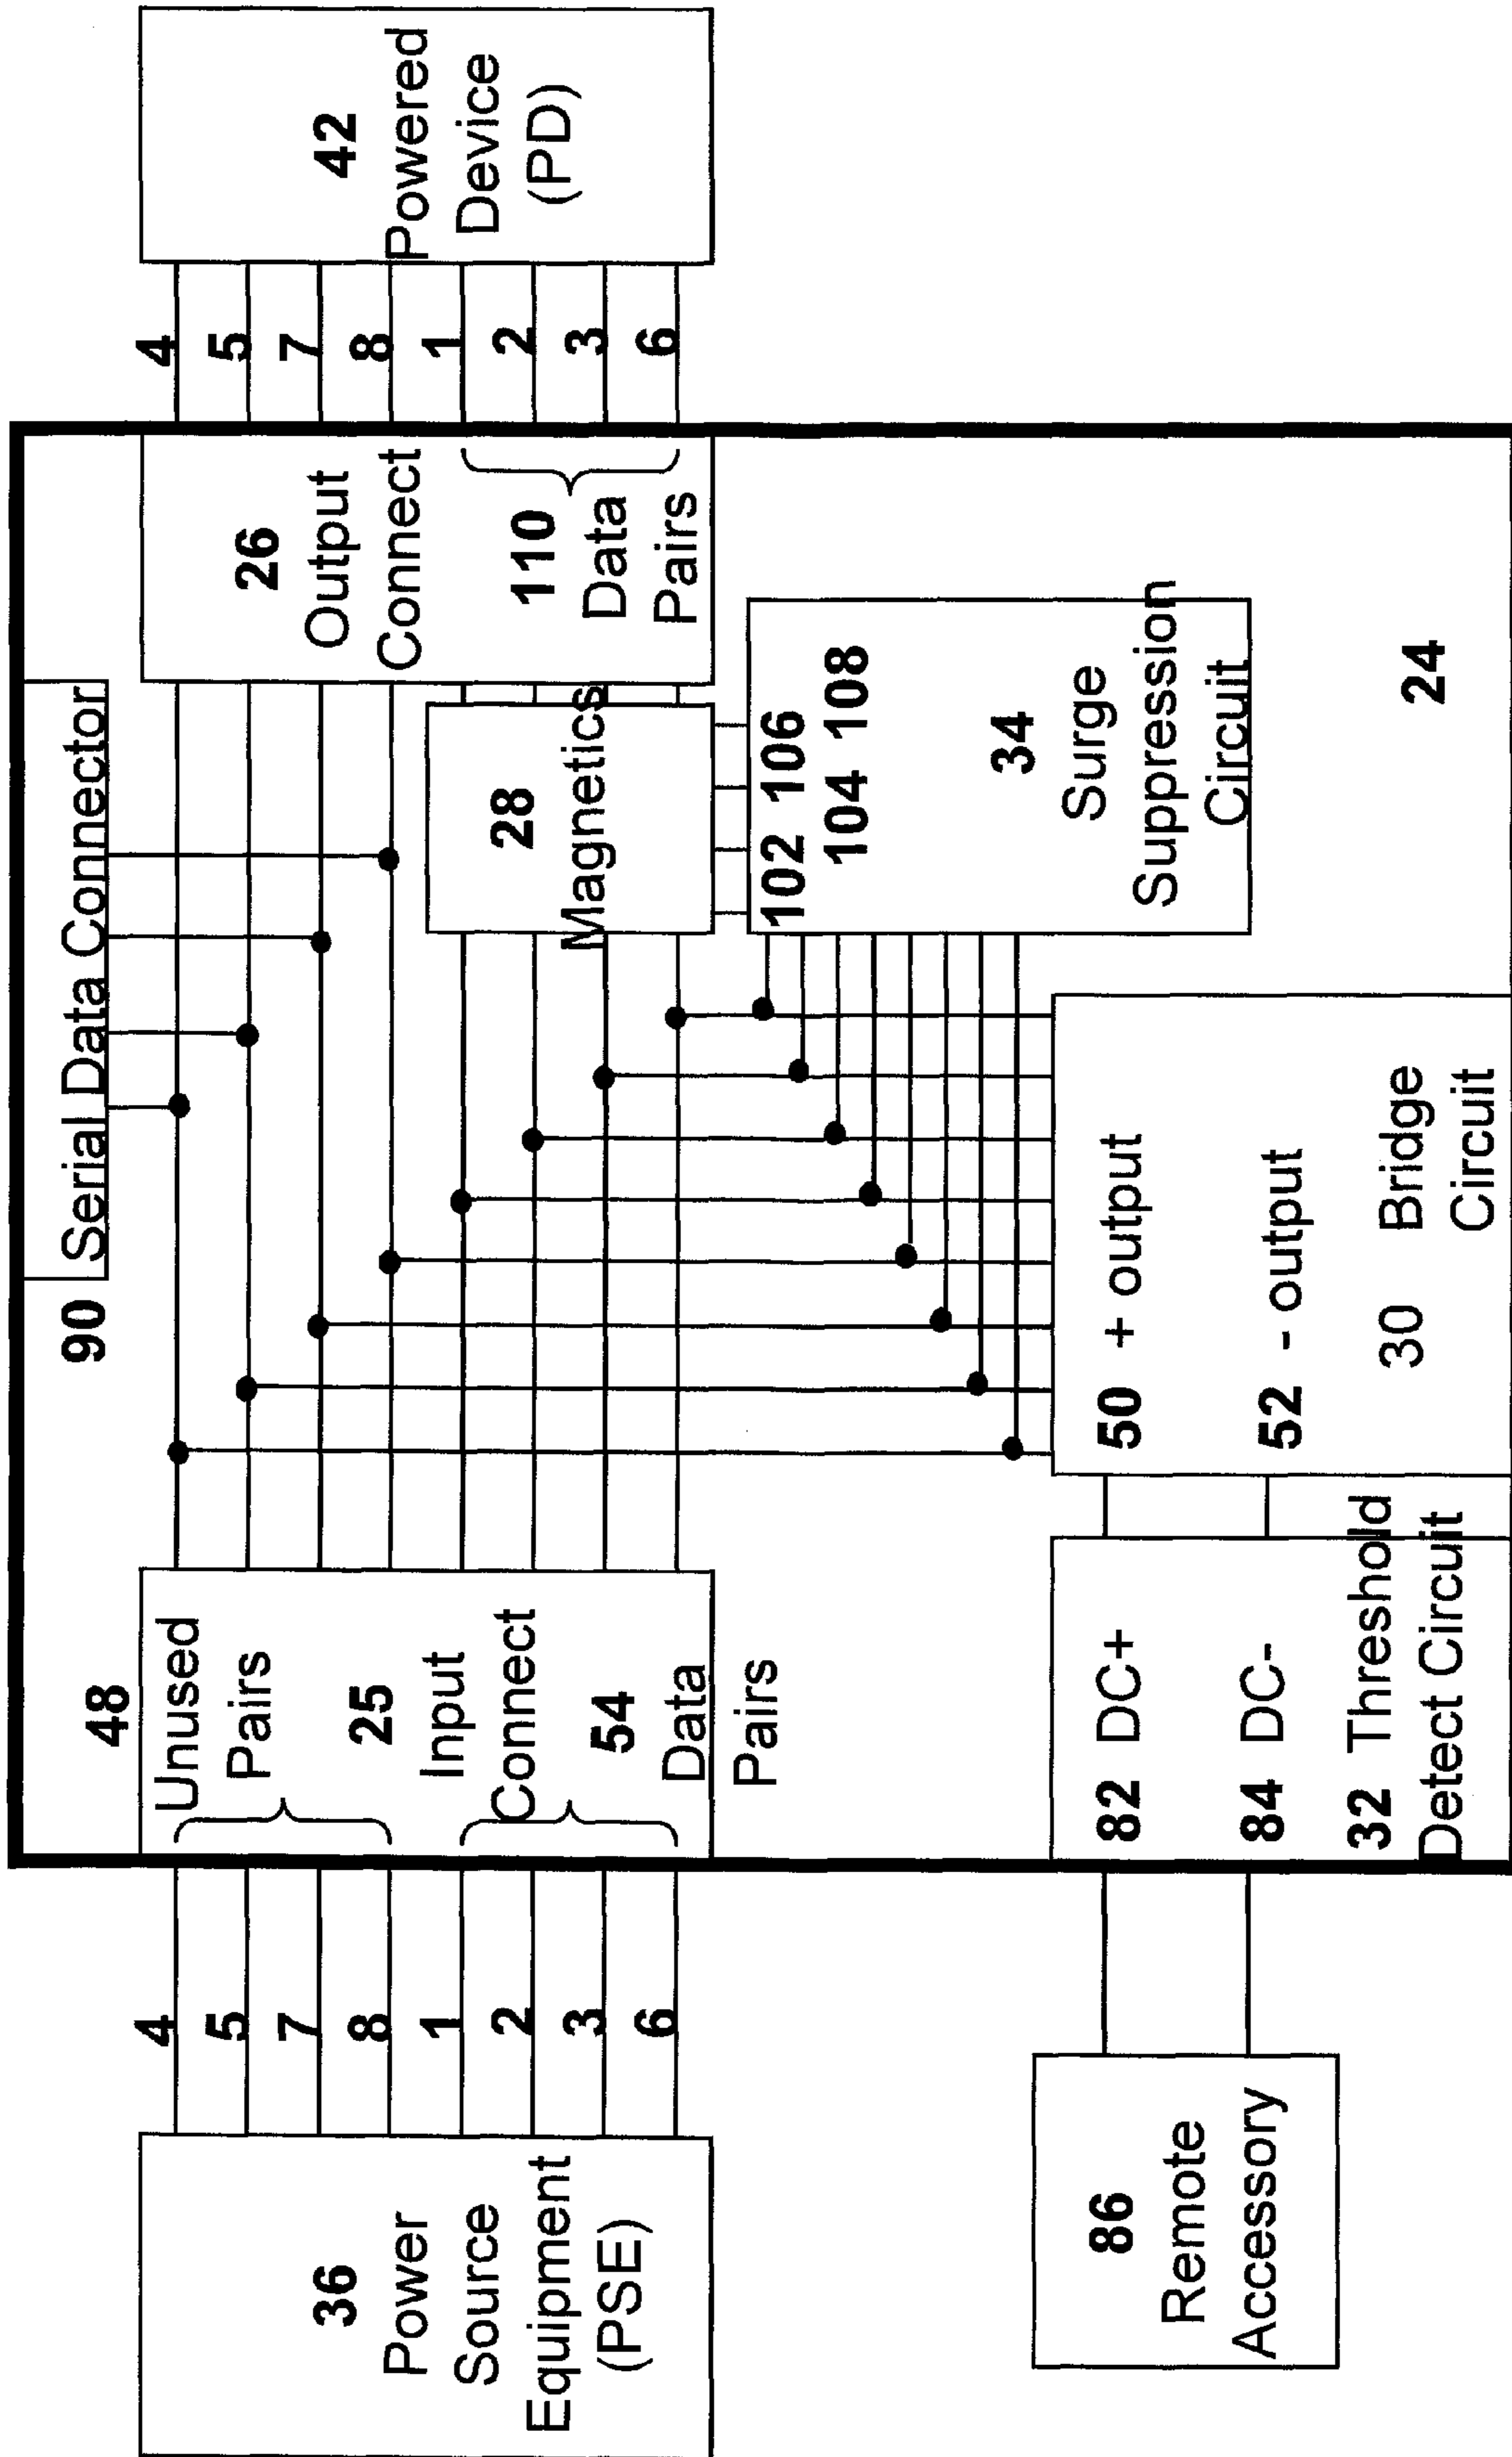 36
Power
Source
Equipment
(PSE)
4
5
7
8
1
2
3
6
48
Unused
Pairs
25
Input
Connect
54
Data
Pairs
90 Serial Data Connector
28
Magnetics
26
Output
Connect
110
Data
Pairs
4
5
7
8
1
2
3
6
42
Powered
Device
(PD)
102 106
104 108
34
Surge
Suppression
Circuit
24
50 + output
52 - output
30 Bridge
Circuit
82 DC+
84 DC-
32 Threshold
Detect Circuit
86
Remote
Accessory